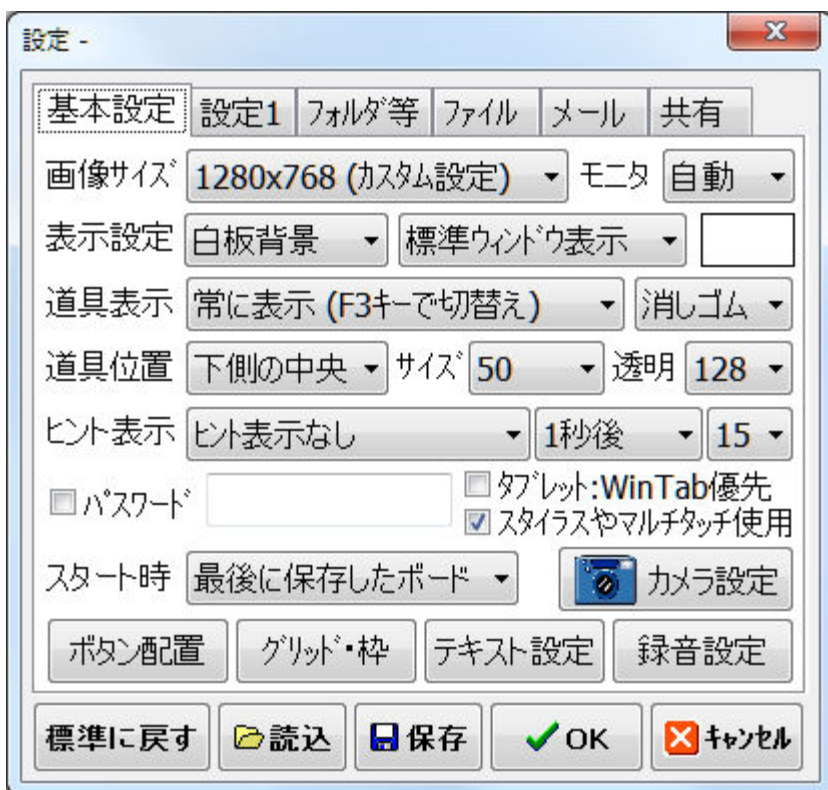 設定 -
基本設定 設定1 フォルダ等 ファイル メール 共有
画像サイズ 1280x768 (カスタム設定) モニタ 自動
表示設定 白板背景 標準ウィンドウ表示
道具表示 常に表示 (F3キーで切替え) 消しゴム
道具位置 下側の中央 サイズ 50 透明 128
ヒント表示 ヒント表示なし 1秒後 15
パスワード タブレット:WinTab優先
スタイラスやマルチタッチ使用
スタート時 最後に保存したボード カメラ設定
ボタン配置 グリッド・枠 テキスト設定 録音設定
標準に戻す 読込 保存 OK キャンセル